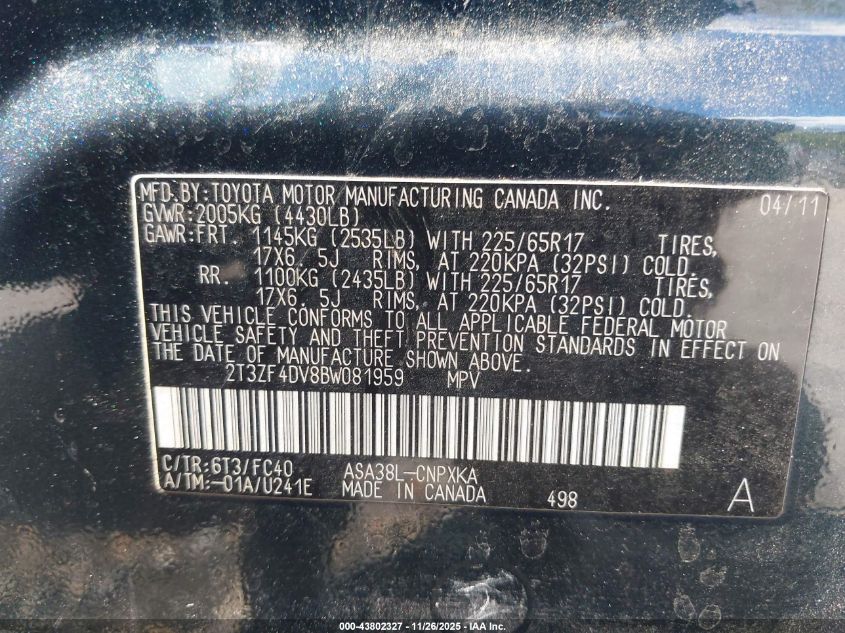 MFD.BY:TOYOTA MOTOR MANUFACTURING CANADA INC. 04/11
GVWR:2005KG (4430LB)
GAWR:FRT. 1145KG (2535LB) WITH 225/65R17 TIRES,
17X6.5J RIMS, AT 220KPA (32PSI) COLD.
RR. 1100KG (2435LB) WITH 225/65R17 TIRES,
17X6.5J RIMS, AT 220KPA (32PSI) COLD.
THIS VEHICLE CONFORMS TO ALL APPLICABLE FEDERAL MOTOR
VEHICLE SAFETY AND THEFT PREVENTION STANDARDS IN EFFECT ON
THE DATE OF MANUFACTURE SHOWN ABOVE.
2T3ZF4DV8BW081959 MPV
C/TR:6T3/FC40 ASA38L-CNPXKA
A/TM:-01A/U241E MADE IN CANADA 498 A
000-43802327 - 11/26/2025 - IAA Inc.